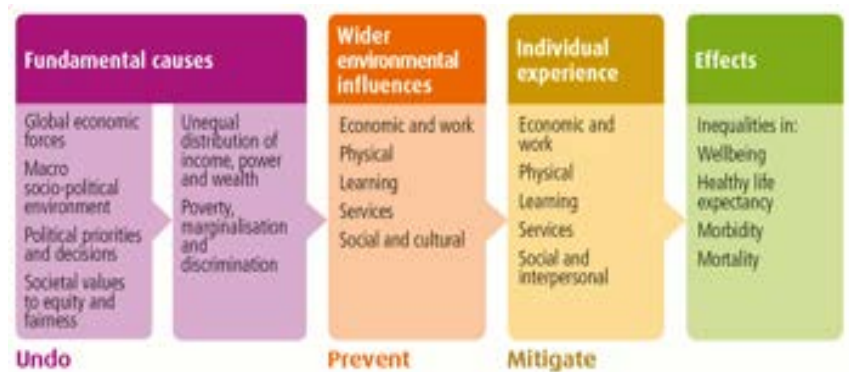 Fundamental causes
Global economic
forces
Macro
socio-political
environment
Political priorities
and decisions
Societal values
to equity and
fairness
Unequal
distribution of
income, power
and wealth
Poverty,
marginalisation
and
discrimination
Undo
Wider
environmental
influences
Economic and work
Physical
Learning
Services
Social and cultural
Prevent
Individual
experience
Economic and
work
Physical
Learning
Services
Social and
interpersonal
Mitigate
Effects
Inequalities in:
Wellbeing
Healthy life
expectancy
Morbidity
Mortality